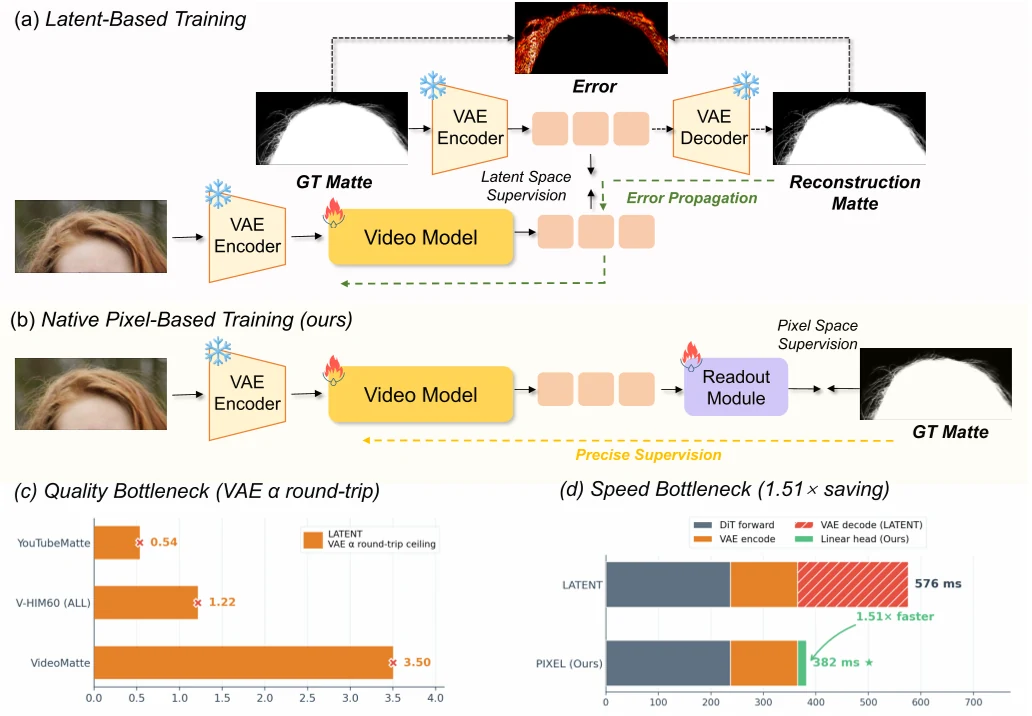 (a) Latent-Based Training
Error
VAE
Encoder
VAE
Decoder
GT Matte
Latent Space
Supervision
Error Propagation
Reconstruction
Matte
VAE
Encoder
Video Model
(b) Native Pixel-Based Training (ours)
Pixel Space
Supervision
VAE
Encoder
Video Model
Readout
Module
GT Matte
Precise Supervision
(c) Quality Bottleneck (VAE α round-trip)
LATENT
VAE α round-trip ceiling
YouTubeMatte
0.54
V-HIM60 (ALL)
1.22
VideoMatte
3.50
0.0 0.5 1.0 1.5 2.0 2.5 3.0 3.5 4.0
(d) Speed Bottleneck (1.51× saving)
DiT forward
VAE encode
VAE decode (LATENT)
Linear head (Ours)
LATENT
576 ms
1.51× faster
PIXEL (Ours)
382 ms ★
0 100 200 300 400 500 600 700